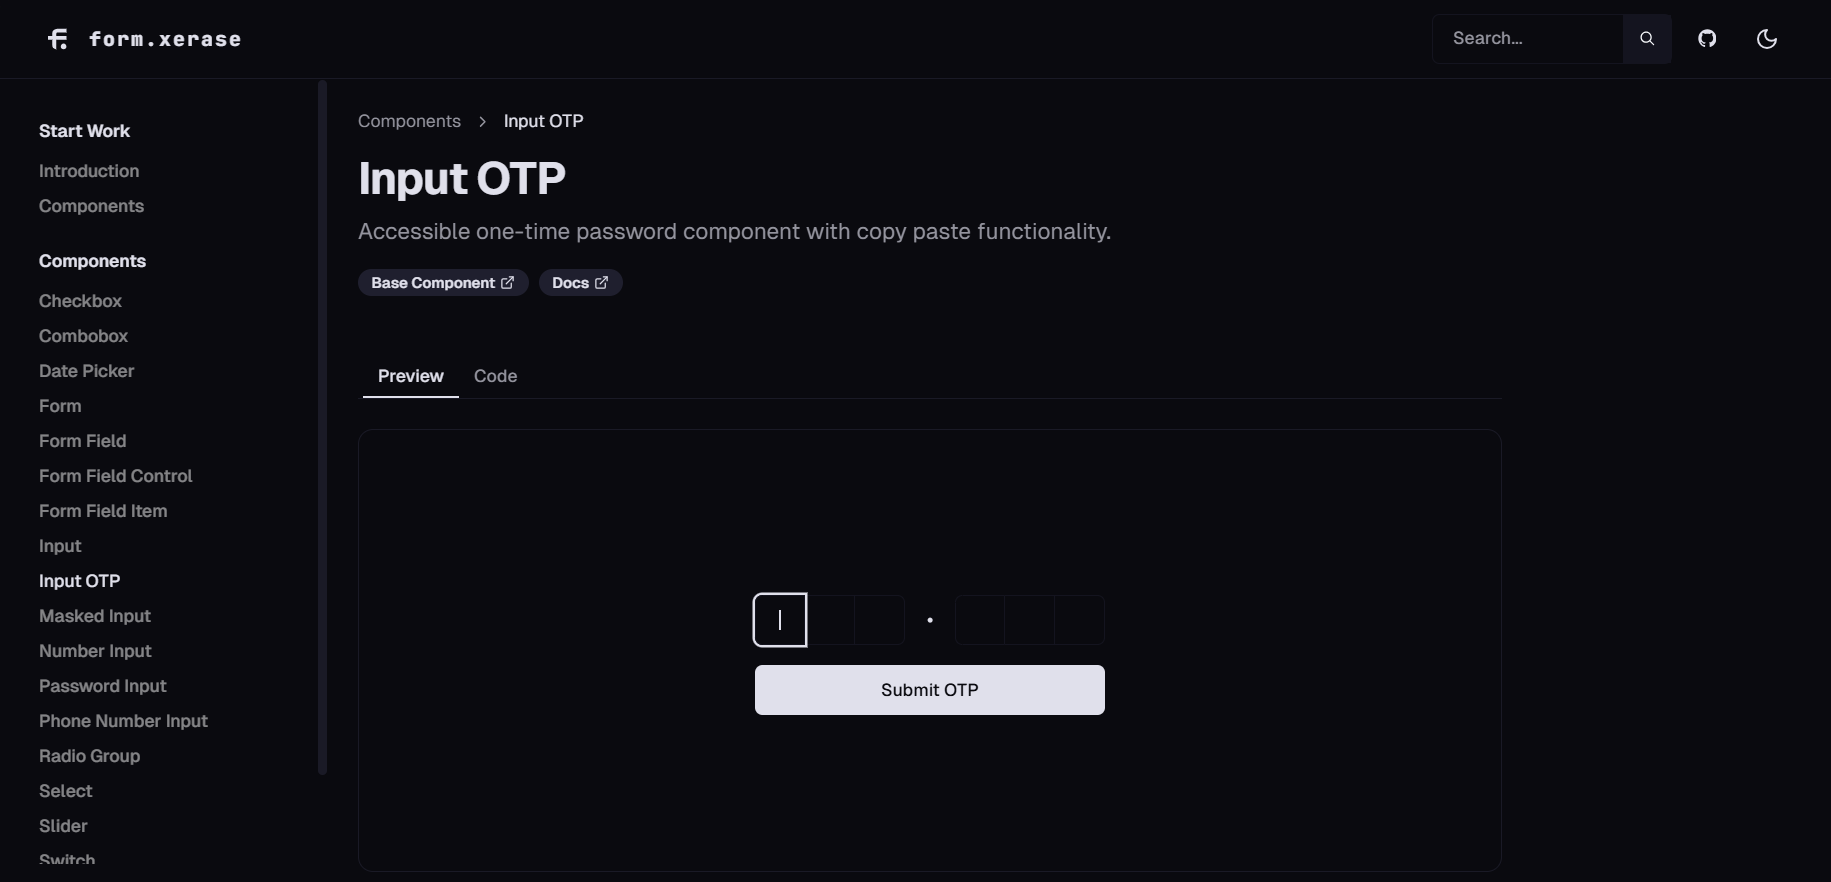 form.xerase
Search...
Start Work
Introduction
Components
Components
Checkbox
Combobox
Date Picker
Form
Form Field
Form Field Control
Form Field Item
Input
Input OTP
Masked Input
Number Input
Password Input
Phone Number Input
Radio Group
Select
Slider
Switch
Components > Input OTP
Input OTP
Accessible one-time password component with copy paste functionality.
Base Component Docs
Preview Code
Submit OTP